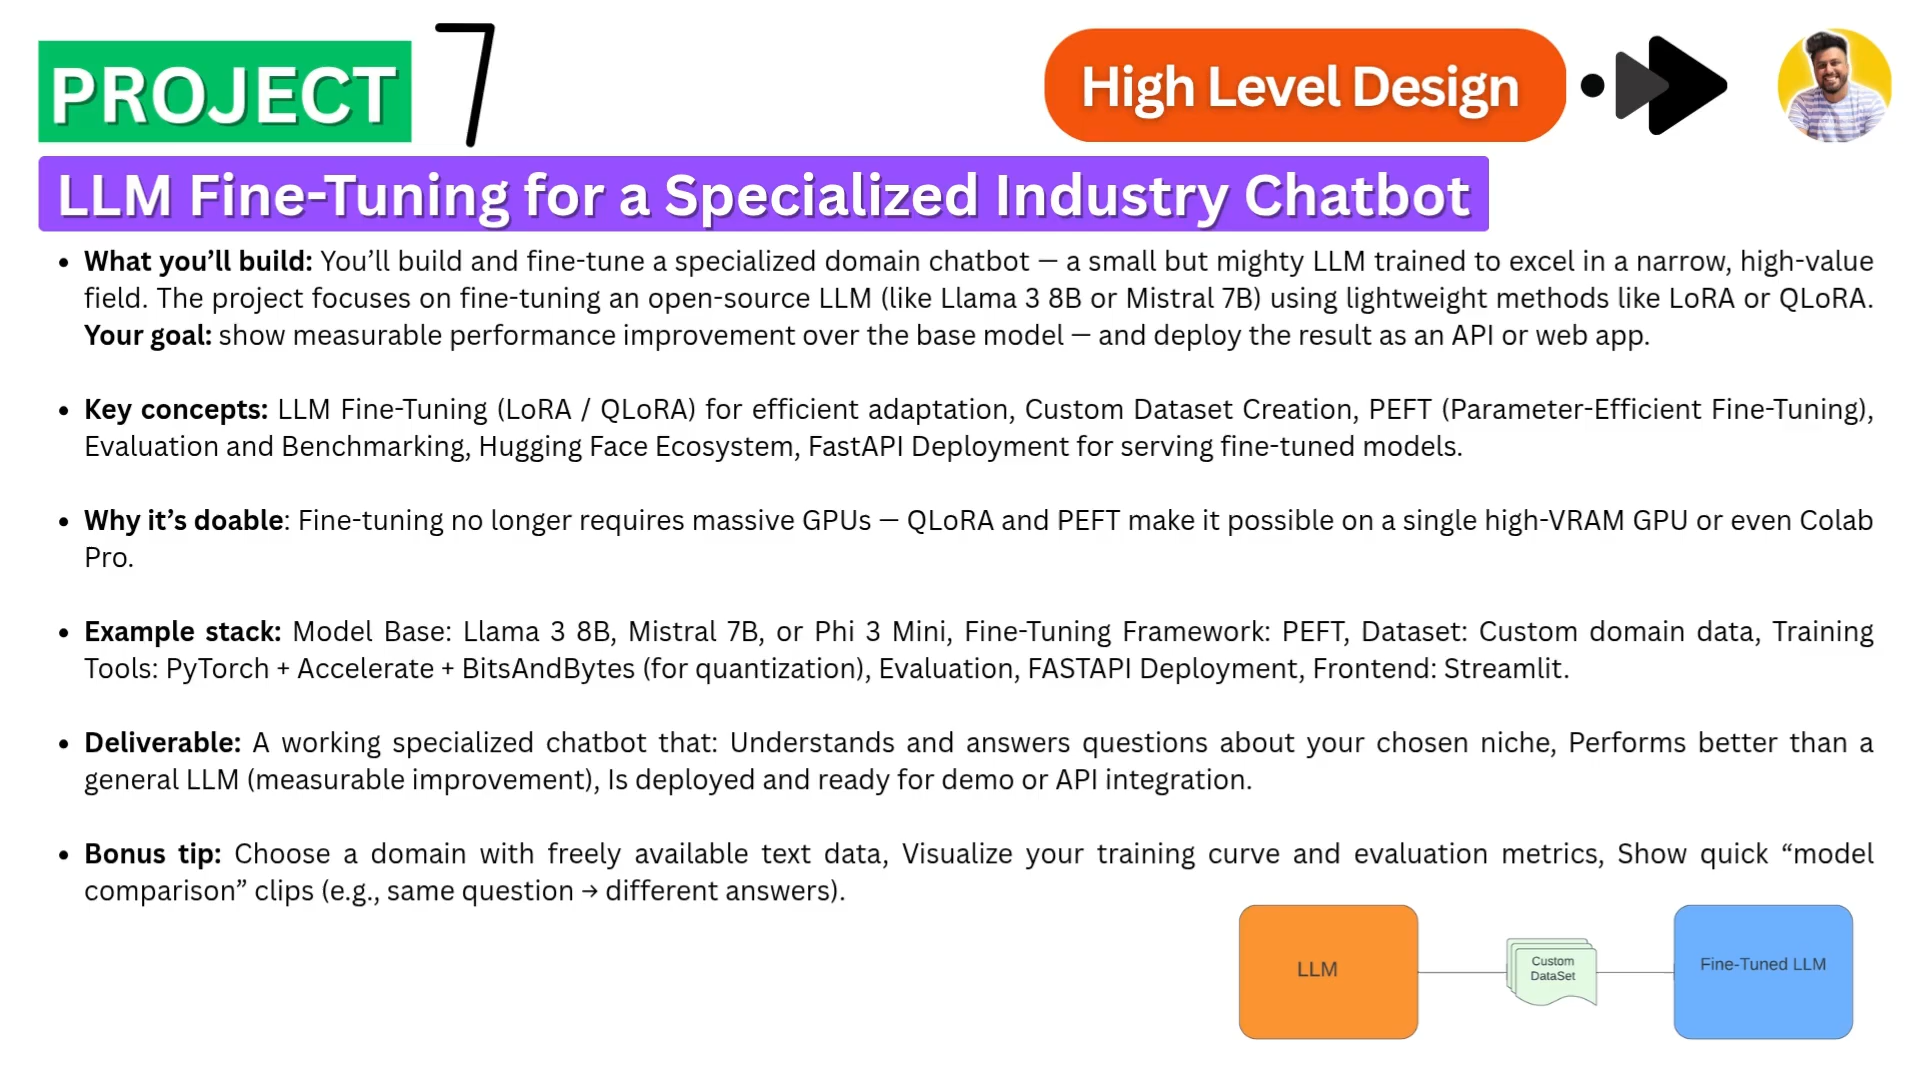 PROJECT 7
High Level Design
LLM Fine-Tuning for a Specialized Industry Chatbot
• What you’ll build: You’ll build and fine-tune a specialized domain chatbot — a small but mighty LLM trained to excel in a narrow, high-value
field. The project focuses on fine-tuning an open-source LLM (like Llama 3 8B or Mistral 7B) using lightweight methods like LoRA or QLoRA.
Your goal: show measurable performance improvement over the base model — and deploy the result as an API or web app.
• Key concepts: LLM Fine-Tuning (LoRA / QLoRA) for efficient adaptation, Custom Dataset Creation, PEFT (Parameter-Efficient Fine-Tuning),
Evaluation and Benchmarking, Hugging Face Ecosystem, FastAPI Deployment for serving fine-tuned models.
• Why it’s doable: Fine-tuning no longer requires massive GPUs — QLoRA and PEFT make it possible on a single high-VRAM GPU or even Colab
Pro.
• Example stack: Model Base: Llama 3 8B, Mistral 7B, or Phi 3 Mini, Fine-Tuning Framework: PEFT, Dataset: Custom domain data, Training
Tools: PyTorch + Accelerate + BitsAndBytes (for quantization), Evaluation, FASTAPI Deployment, Frontend: Streamlit.
• Deliverable: A working specialized chatbot that: Understands and answers questions about your chosen niche, Performs better than a
general LLM (measurable improvement), Is deployed and ready for demo or API integration.
• Bonus tip: Choose a domain with freely available text data, Visualize your training curve and evaluation metrics, Show quick “model
comparison” clips (e.g., same question → different answers).
LLM
Custom
DataSet
Fine-Tuned LLM